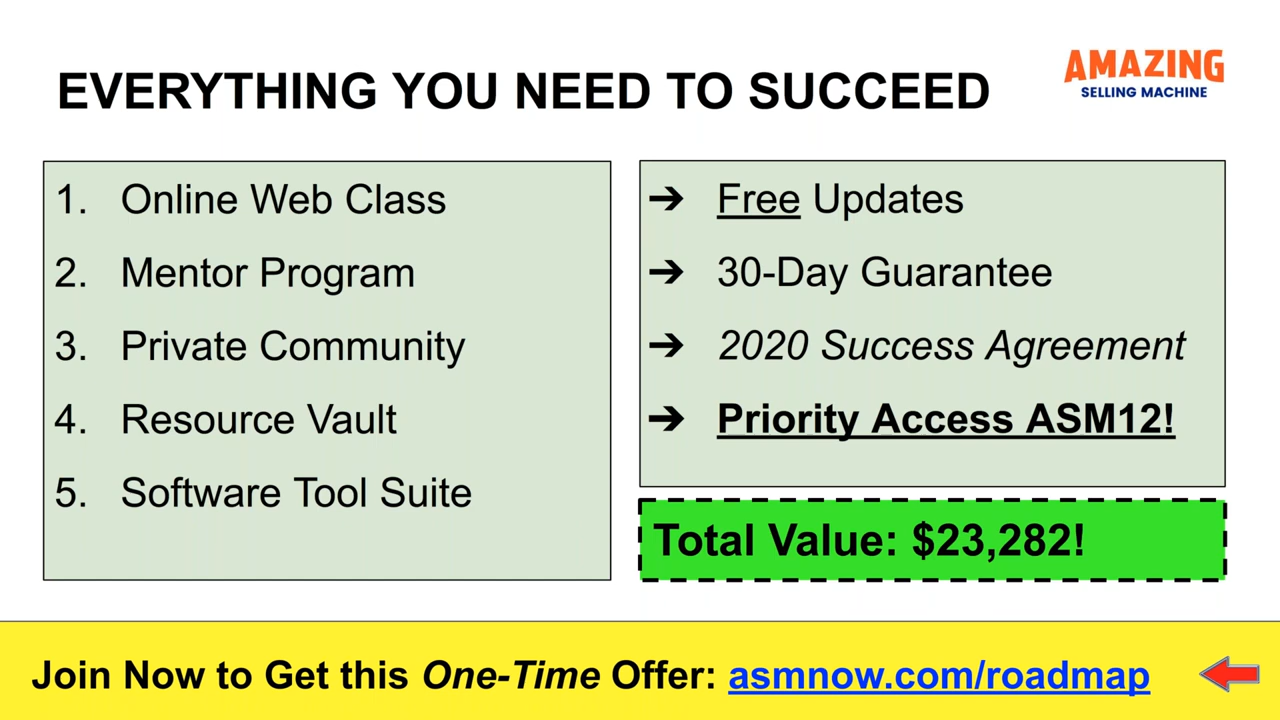 EVERYTHING YOU NEED TO SUCCEED
AMAZING
SELLING MACHINE
1. Online Web Class
2. Mentor Program
3. Private Community
4. Resource Vault
5. Software Tool Suite
➔ Free Updates
➔ 30-Day Guarantee
➔ 2020 Success Agreement
➔ Priority Access ASM12!
Total Value: $23,282!
Join Now to Get this One-Time Offer: asmnow.com/roadmap